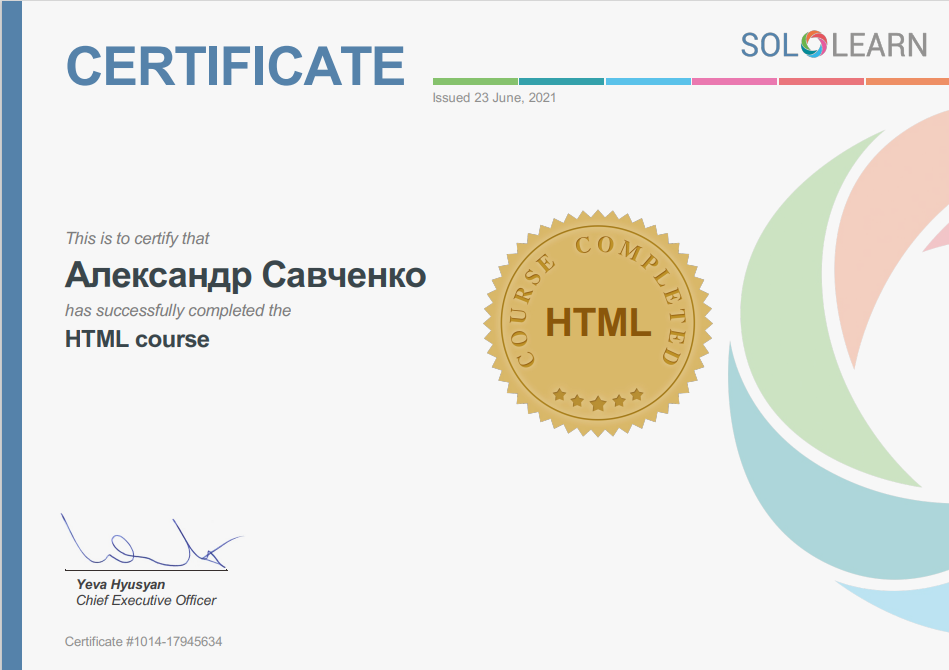 CERTIFICATE
SOLOLEARN
Issued 23 June, 2021
This is to certify that
Александр Савченко
has successfully completed the
HTML course
COURSE COMPLETED
HTML
Yeva Hyusyan
Chief Executive Officer
Certificate #1014-17945634